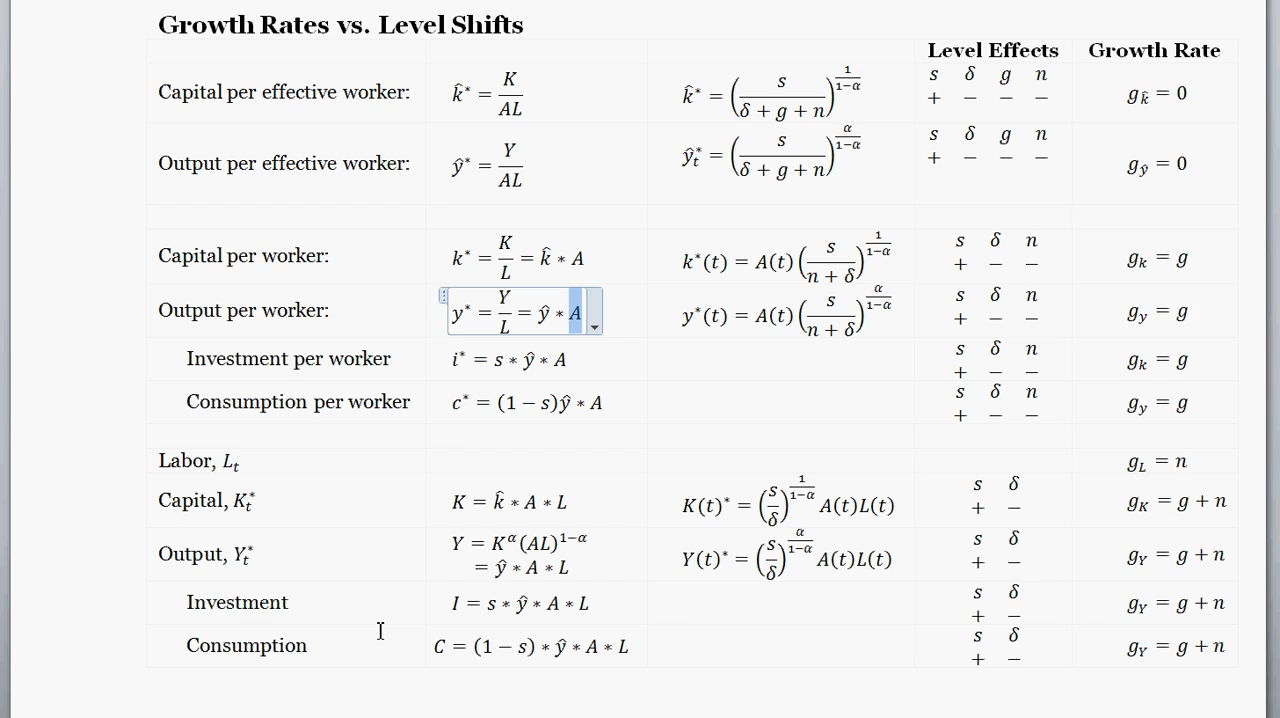 Growth Rates vs. Level Shifts
Level Effects Growth Rate
Capital per effective worker: k̂* = K/AL k̂* = (s/(δ + g + n))^(1/(1−α)) s δ g n g_k̂ = 0
+ − − −
Output per effective worker: ŷ* = Y/AL ŷ*_t = (s/(δ + g + n))^(α/(1−α)) s δ g n g_ŷ = 0
+ − − −
Capital per worker: k* = K/L = k̂ * A k*(t) = A(t)(s/(n + δ))^(1/(1−α)) s δ n g_k = g
+ − −
Output per worker: y* = Y/L = ŷ * A y*(t) = A(t)(s/(n + δ))^(α/(1−α)) s δ n g_y = g
+ − −
Investment per worker i* = s * ŷ * A s δ n g_k = g
+ − −
Consumption per worker c* = (1 − s)ŷ * A s δ n g_y = g
+ − −
Labor, L_t g_L = n
Capital, K*_t K = k̂ * A * L K(t)* = (s/δ)^(1/(1−α)) A(t)L(t) s δ g_K = g + n
+ −
Output, Y*_t Y = K^α(AL)^(1−α) Y(t)* = (s/δ)^(α/(1−α)) A(t)L(t) s δ g_Y = g + n
= ŷ * A * L + −
Investment I = s * ŷ * A * L s δ g_Y = g + n
+ −
Consumption C = (1 − s) * ŷ * A * L s δ g_Y = g + n
+ −